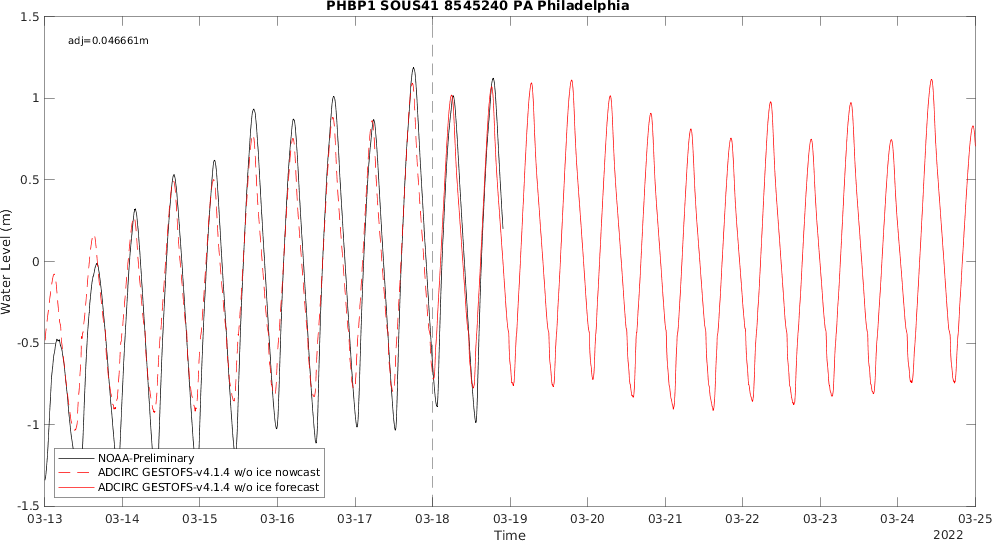 PHBP1 SOUS41 8545240 PA Philadelphia
adj=0.046661m
Water Level (m)
1.5
1
0.5
0
-0.5
-1
-1.5
NOAA-Preliminary
ADCIRC GESTOFS-v4.1.4 w/o ice nowcast
ADCIRC GESTOFS-v4.1.4 w/o ice forecast
03-13 03-14 03-15 03-16 03-17 03-18 03-19 03-20 03-21 03-22 03-23 03-24 03-25
Time
2022